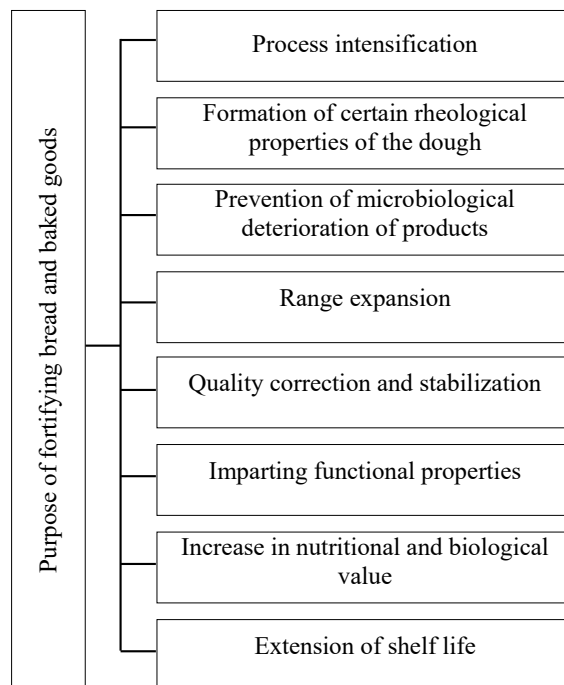 Purpose of fortifying bread and baked goods
Process intensification
Formation of certain rheological
properties of the dough
Prevention of microbiological
deterioration of products
Range expansion
Quality correction and stabilization
Imparting functional properties
Increase in nutritional and biological
value
Extension of shelf life